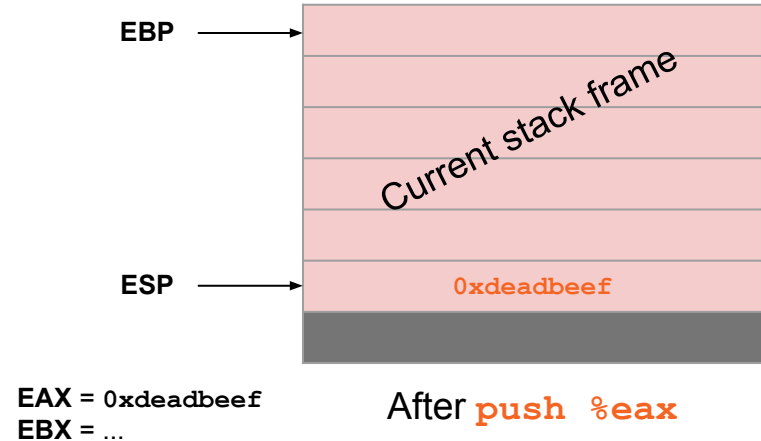 EBP
Current stack frame
ESP
0xdeadbeef
EAX = 0xdeadbeef
EBX = ...
After push %eax